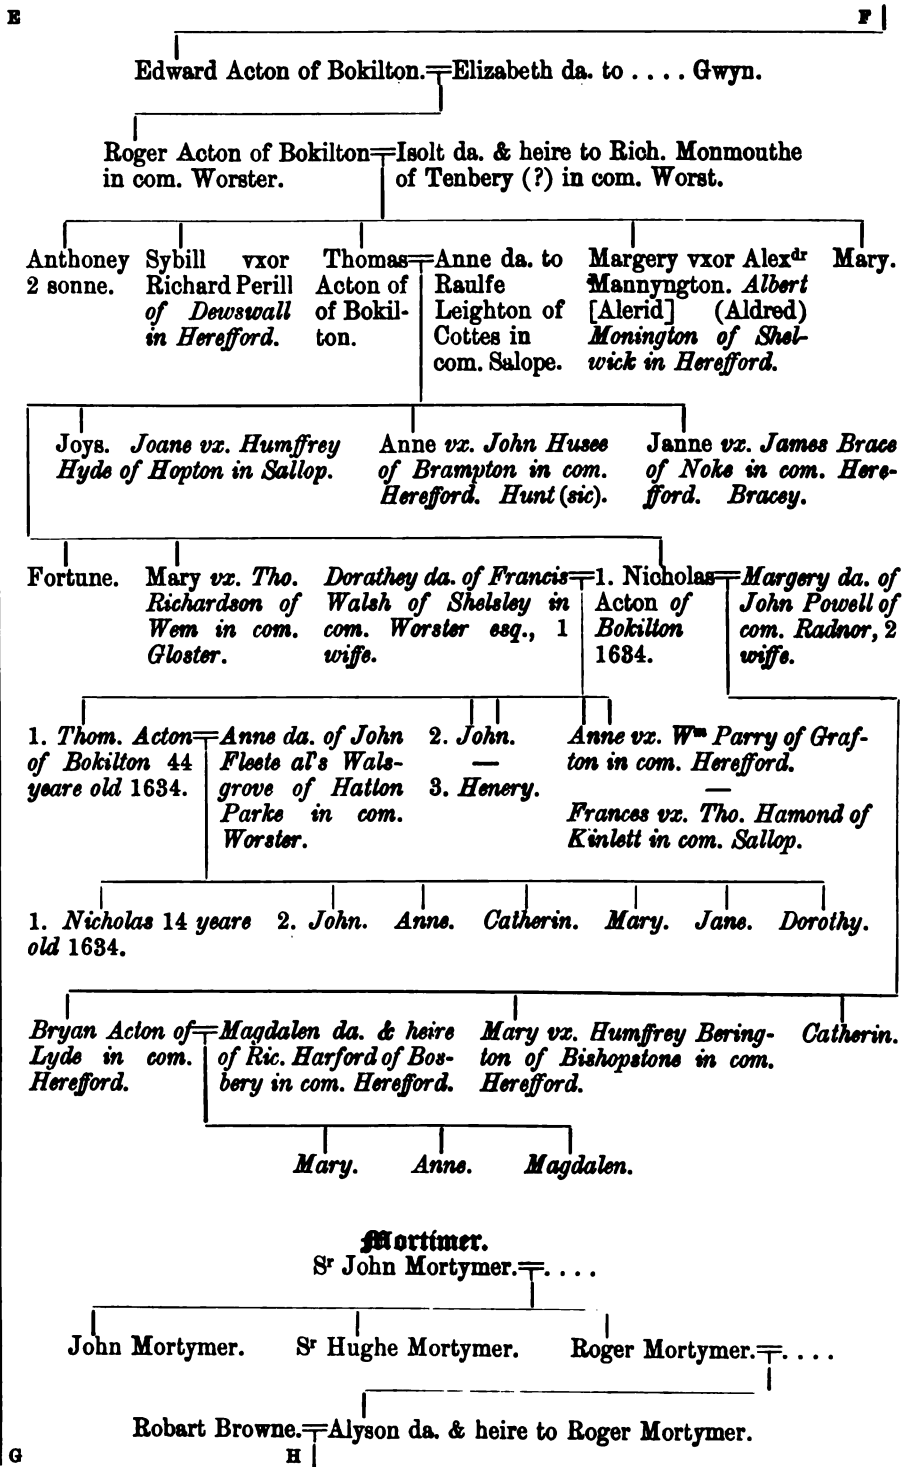 E F
Edward Acton of Bokilton.=Elizabeth da. to . . . . Gwyn.
Roger Acton of Bokilton=Isolt da. & heire to Rich. Monmouthe
in com. Worster. of Tenbery (?) in com. Worst.
Anthoney
2 sonne.
Sybill vxor
Richard Perill
of Dewswall
in Herefford.
Thomas=
Acton of
of Bokil-
ton.
Anne da. to
Raulfe
Leighton of
Cottes in
com. Salope.
Margery vxor Alexdr
Mannyngton. Albert
[Alerid] (Aldred)
Monington of Shel-
wick in Herefford.
Mary.
Joys. Joane vx. Humffrey
Hyde of Hopton in Sallop.
Anne vx. John Husee
of Brampton in com.
Herefford. Hunt (sic).
Janne vx. James Brace
of Noke in com. Here-
fford. Bracey.
Fortune.
Mary vx. Tho.
Richardson of
Wem in com.
Gloster.
Dorathey da. of Francis=
Walsh of Shelsley in
com. Worster esq., 1
wiffe.
1. Nicholas=
Acton of
Bokilton
1634.
Margery da. of
John Powell of
com. Radnor, 2
wiffe.
1. Thom. Acton=
of Bokilton 44
yeare old 1634.
Anne da. of John
Fleete al's Wals-
grove of Hatton
Parke in com.
Worster.
2. John.
—
3. Henery.
Anne vx. Wm Parry of Graf-
ton in com. Herefford.
—
Frances vx. Tho. Hamond of
Kinlett in com. Sallop.
1. Nicholas 14 yeare
old 1634.
2. John. Anne. Catherin. Mary. Jane. Dorothy.
Bryan Acton of=
Lyde in com.
Herefford.
Magdalen da. & heire
of Ric. Harford of Bos-
bery in com. Herefford.
Mary vx. Humffrey Bering-
ton of Bishopstone in com.
Herefford.
Catherin.
Mary. Anne. Magdalen.
Mortimer.
Sr John Mortymer.=. . . .
John Mortymer. Sr Hughe Mortymer. Roger Mortymer.=. . . .
Robart Browne.=Alyson da. & heire to Roger Mortymer.
G H